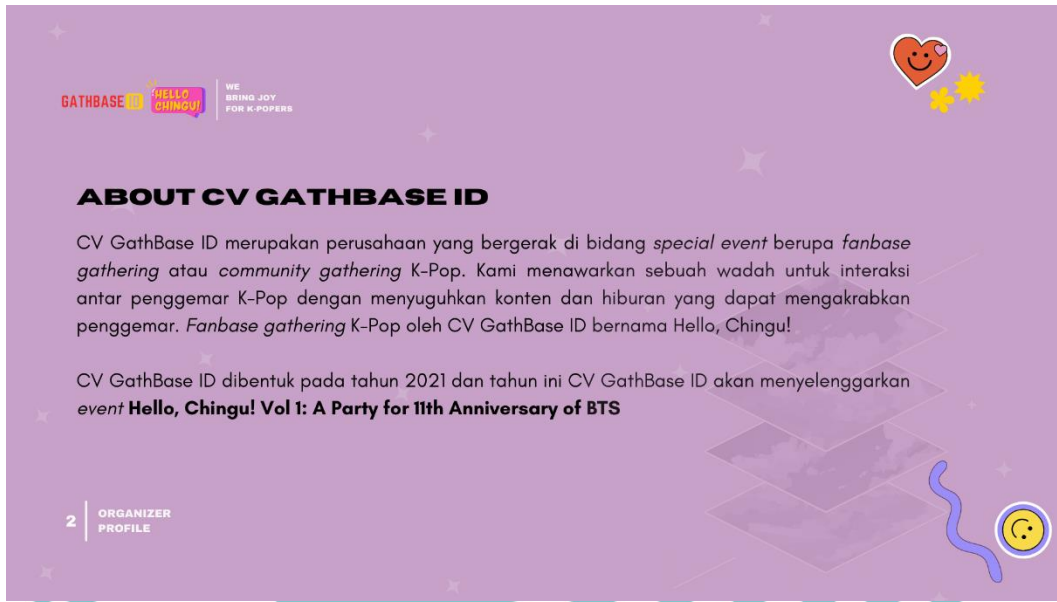 GATHBASE ID
HELLO
CHINGU!
WE
BRING JOY
FOR K-POPERS
ABOUT CV GATHBASE ID
CV GathBase ID merupakan perusahaan yang bergerak di bidang special event berupa fanbase
gathering atau community gathering K-Pop. Kami menawarkan sebuah wadah untuk interaksi
antar penggemar K-Pop dengan menyuguhkan konten dan hiburan yang dapat mengakrabkan
penggemar. Fanbase gathering K-Pop oleh CV GathBase ID bernama Hello, Chingu!
CV GathBase ID dibentuk pada tahun 2021 dan tahun ini CV GathBase ID akan menyelenggarkan
event Hello, Chingu! Vol 1: A Party for 11th Anniversary of BTS
2
ORGANIZER
PROFILE